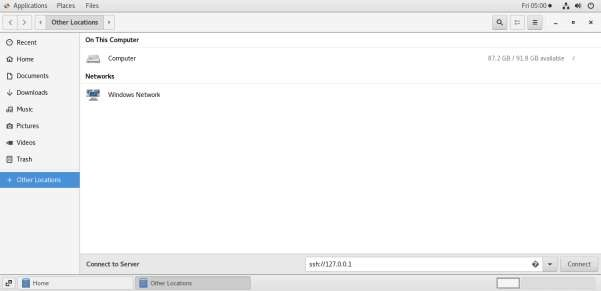 Applications Places Files Fri 05:00
Other Locations
Recent
Home
Documents
Downloads
Music
Pictures
Videos
Trash
Other Locations
On This Computer
Computer 87.2 GB / 91.8 GB available /
Networks
Windows Network
Connect to Server ssh://127.0.0.1 Connect
Home Other Locations